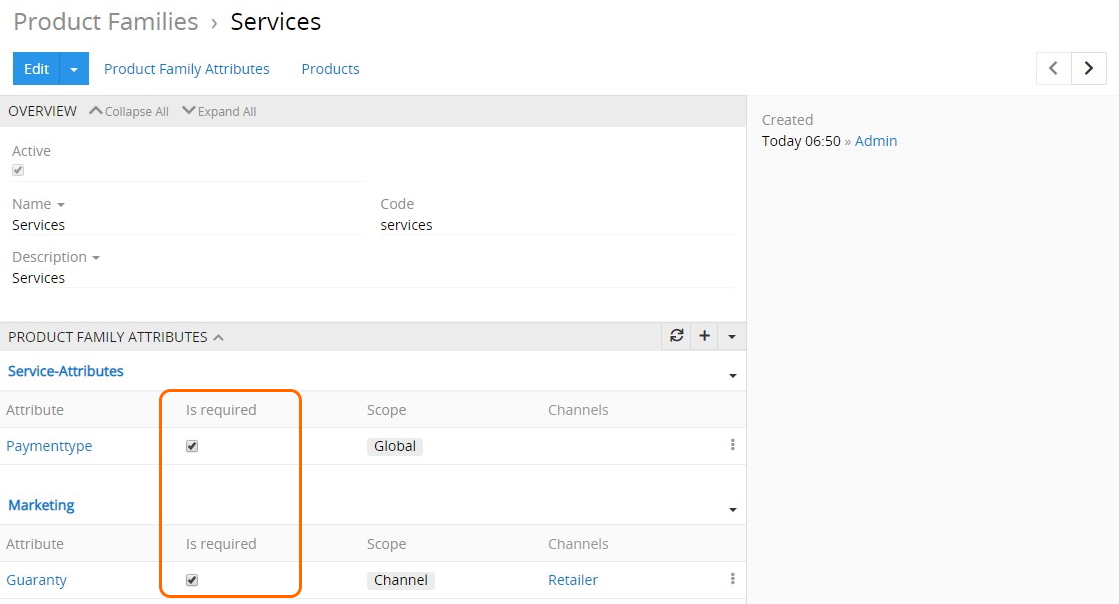 Product Families › Services
Edit Product Family Attributes Products
OVERVIEW Collapse All Expand All
Created
Today 06:50 » Admin
Active
Name Code
Services services
Description
Services
PRODUCT FAMILY ATTRIBUTES
Service-Attributes
Attribute Is required Scope Channels
Paymenttype Global
Marketing
Attribute Is required Scope Channels
Guaranty Channel Retailer